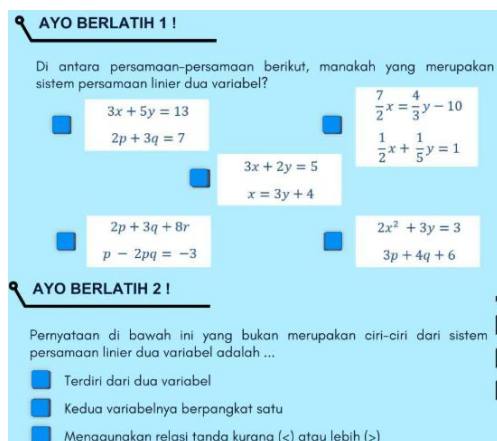 AYO BERLATIH 1 !
Di antara persamaan-persamaan berikut, manakah yang merupakan
sistem persamaan linier dua variabel?
3x + 5y = 13
2p + 3q = 7
7/2 x = 4/3 y − 10
1/2 x + 1/5 y = 1
3x + 2y = 5
x = 3y + 4
2p + 3q + 8r
p − 2pq = −3
2x² + 3y = 3
3p + 4q + 6
AYO BERLATIH 2 !
Pernyataan di bawah ini yang bukan merupakan ciri-ciri dari sistem
persamaan linier dua variabel adalah ...
Terdiri dari dua variabel
Kedua variabelnya berpangkat satu
Menggunakan relasi tanda kurang (<) atau lebih (>)